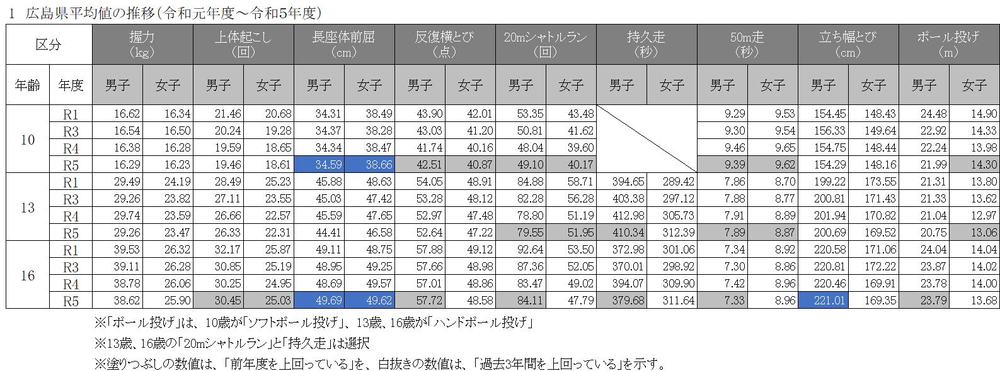 1 広島県平均値の推移（令和元年度～令和5年度）
区分 握力（kg） 上体起こし（回） 長座体前屈（cm） 反復横とび（点） 20mシャトルラン（回） 持久走（秒） 50m走（秒） 立ち幅とび（cm） ボール投げ（m）
年齢 年度 男子 女子 男子 女子 男子 女子 男子 女子 男子 女子 男子 女子 男子 女子 男子 女子 男子 女子
10 R1 16.62 16.34 21.46 20.68 34.31 38.49 43.90 42.01 53.35 43.48 9.29 9.53 154.45 148.43 24.48 14.90
R3 16.54 16.50 20.24 19.28 34.37 38.28 43.03 41.20 50.81 41.62 9.30 9.54 156.33 149.64 22.92 14.33
R4 16.38 16.28 19.59 18.65 34.34 38.47 41.74 40.16 48.04 39.60 9.46 9.65 154.75 148.44 22.24 13.98
R5 16.29 16.23 19.46 18.61 34.59 38.66 42.51 40.87 49.10 40.17 9.39 9.62 154.29 148.16 21.99 14.30
13 R1 29.49 24.19 28.49 25.23 45.88 48.63 54.05 48.91 84.88 58.71 394.65 289.42 7.86 8.70 199.22 173.55 21.31 13.80
R3 29.26 23.82 27.11 23.55 45.03 47.42 53.28 48.12 82.28 56.28 403.38 297.12 7.88 8.77 200.81 171.43 21.33 13.62
R4 29.74 23.59 26.66 22.57 45.59 47.65 52.97 47.48 78.80 51.19 412.98 305.73 7.91 8.89 201.94 170.82 21.04 12.97
R5 29.26 23.47 26.33 22.31 44.41 46.58 52.64 47.22 79.55 51.95 410.34 312.39 7.89 8.87 200.69 169.52 20.75 13.06
16 R1 39.53 26.32 32.17 25.87 49.11 48.75 57.88 49.12 92.64 53.50 372.98 301.06 7.34 8.92 220.58 171.06 24.04 14.04
R3 39.11 26.28 30.85 25.19 48.95 49.25 57.66 48.98 87.36 52.05 370.01 298.92 7.30 8.86 220.81 172.22 23.87 14.02
R4 38.78 26.06 30.25 24.95 48.69 49.57 57.01 48.86 83.47 49.02 394.07 309.90 7.42 8.96 220.46 169.91 23.78 14.00
R5 38.62 25.90 30.45 25.03 49.69 49.62 57.72 48.58 84.11 47.79 379.68 311.64 7.33 8.96 221.01 169.35 23.79 13.68
※「ボール投げ」は、10歳が「ソフトボール投げ」、13歳、16歳が「ハンドボール投げ」
※13歳、16歳の「20mシャトルラン」と「持久走」は選択
※塗りつぶしの数値は、「前年度を上回っている」を、白抜きの数値は、「過去3年間を上回っている」を示す。